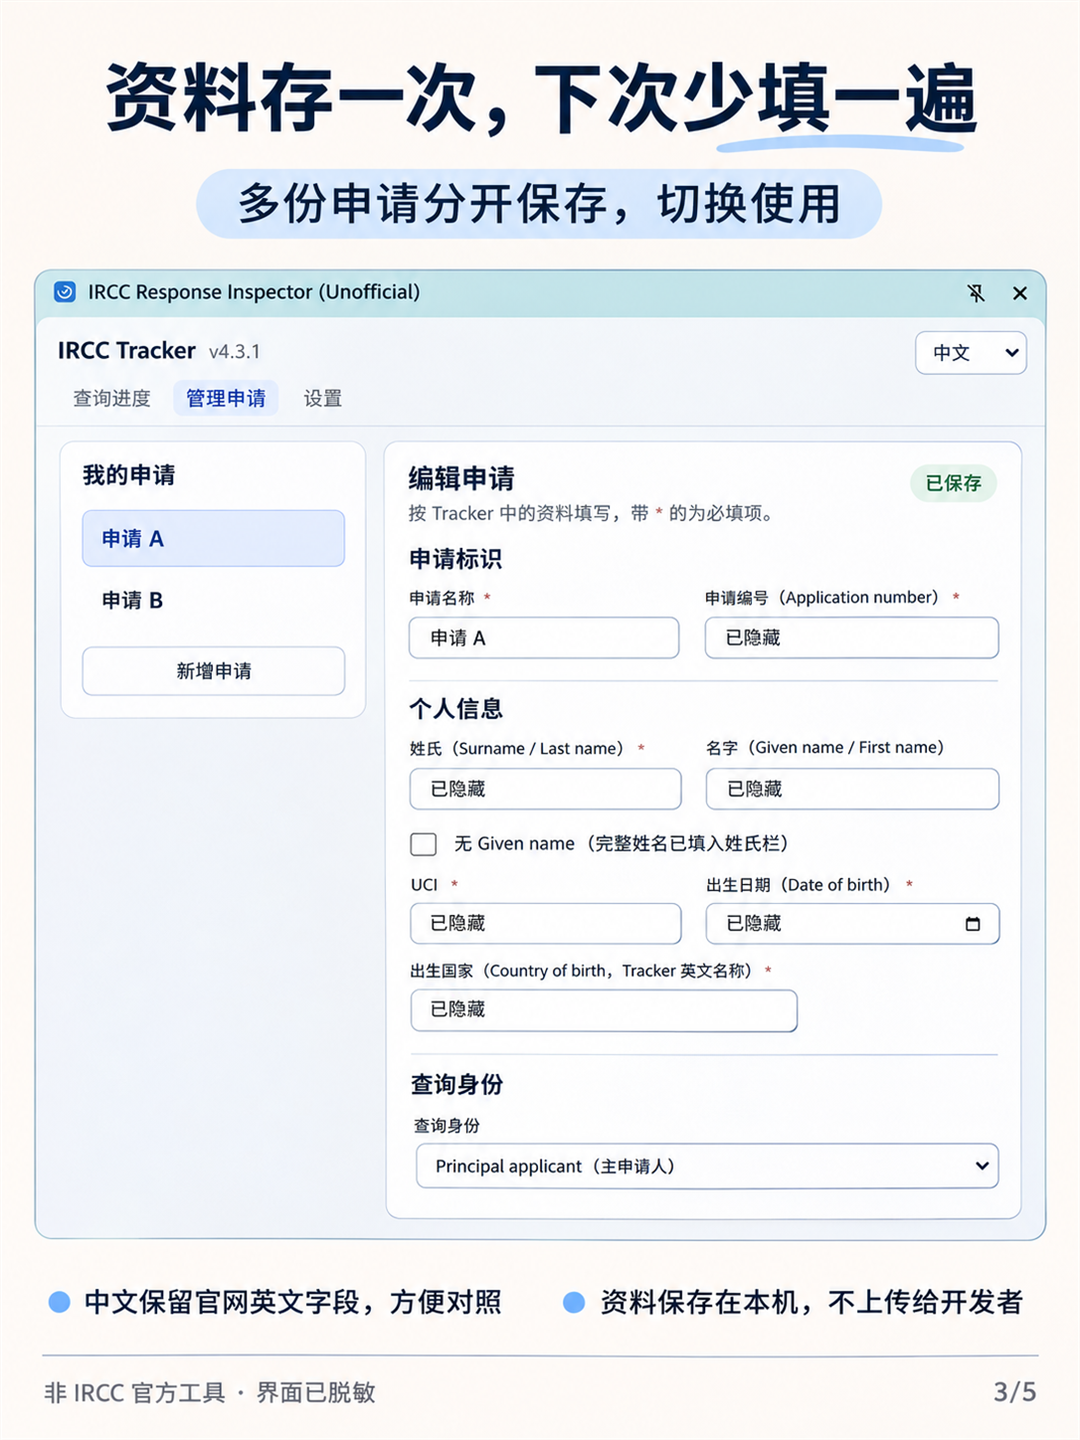 资料存一次，下次少填一遍
多份申请分开保存，切换使用
IRCC Response Inspector (Unofficial)
IRCC Tracker v4.3.1
中文
查询进度 管理申请 设置
我的申请
申请 A
申请 B
新增申请
编辑申请
已保存
按 Tracker 中的资料填写，带 * 的为必填项。
申请标识
申请名称 * 申请编号（Application number） *
申请 A 已隐藏
个人信息
姓氏（Surname / Last name） * 名字（Given name / First name）
已隐藏 已隐藏
无 Given name（完整姓名已填入姓氏栏）
UCI * 出生日期（Date of birth） *
已隐藏 已隐藏
出生国家（Country of birth，Tracker 英文名称） *
已隐藏
查询身份
查询身份
Principal applicant（主申请人）
中文保留官网英文字段，方便对照 资料保存在本机，不上传给开发者
非 IRCC 官方工具 · 界面已脱敏 3/5